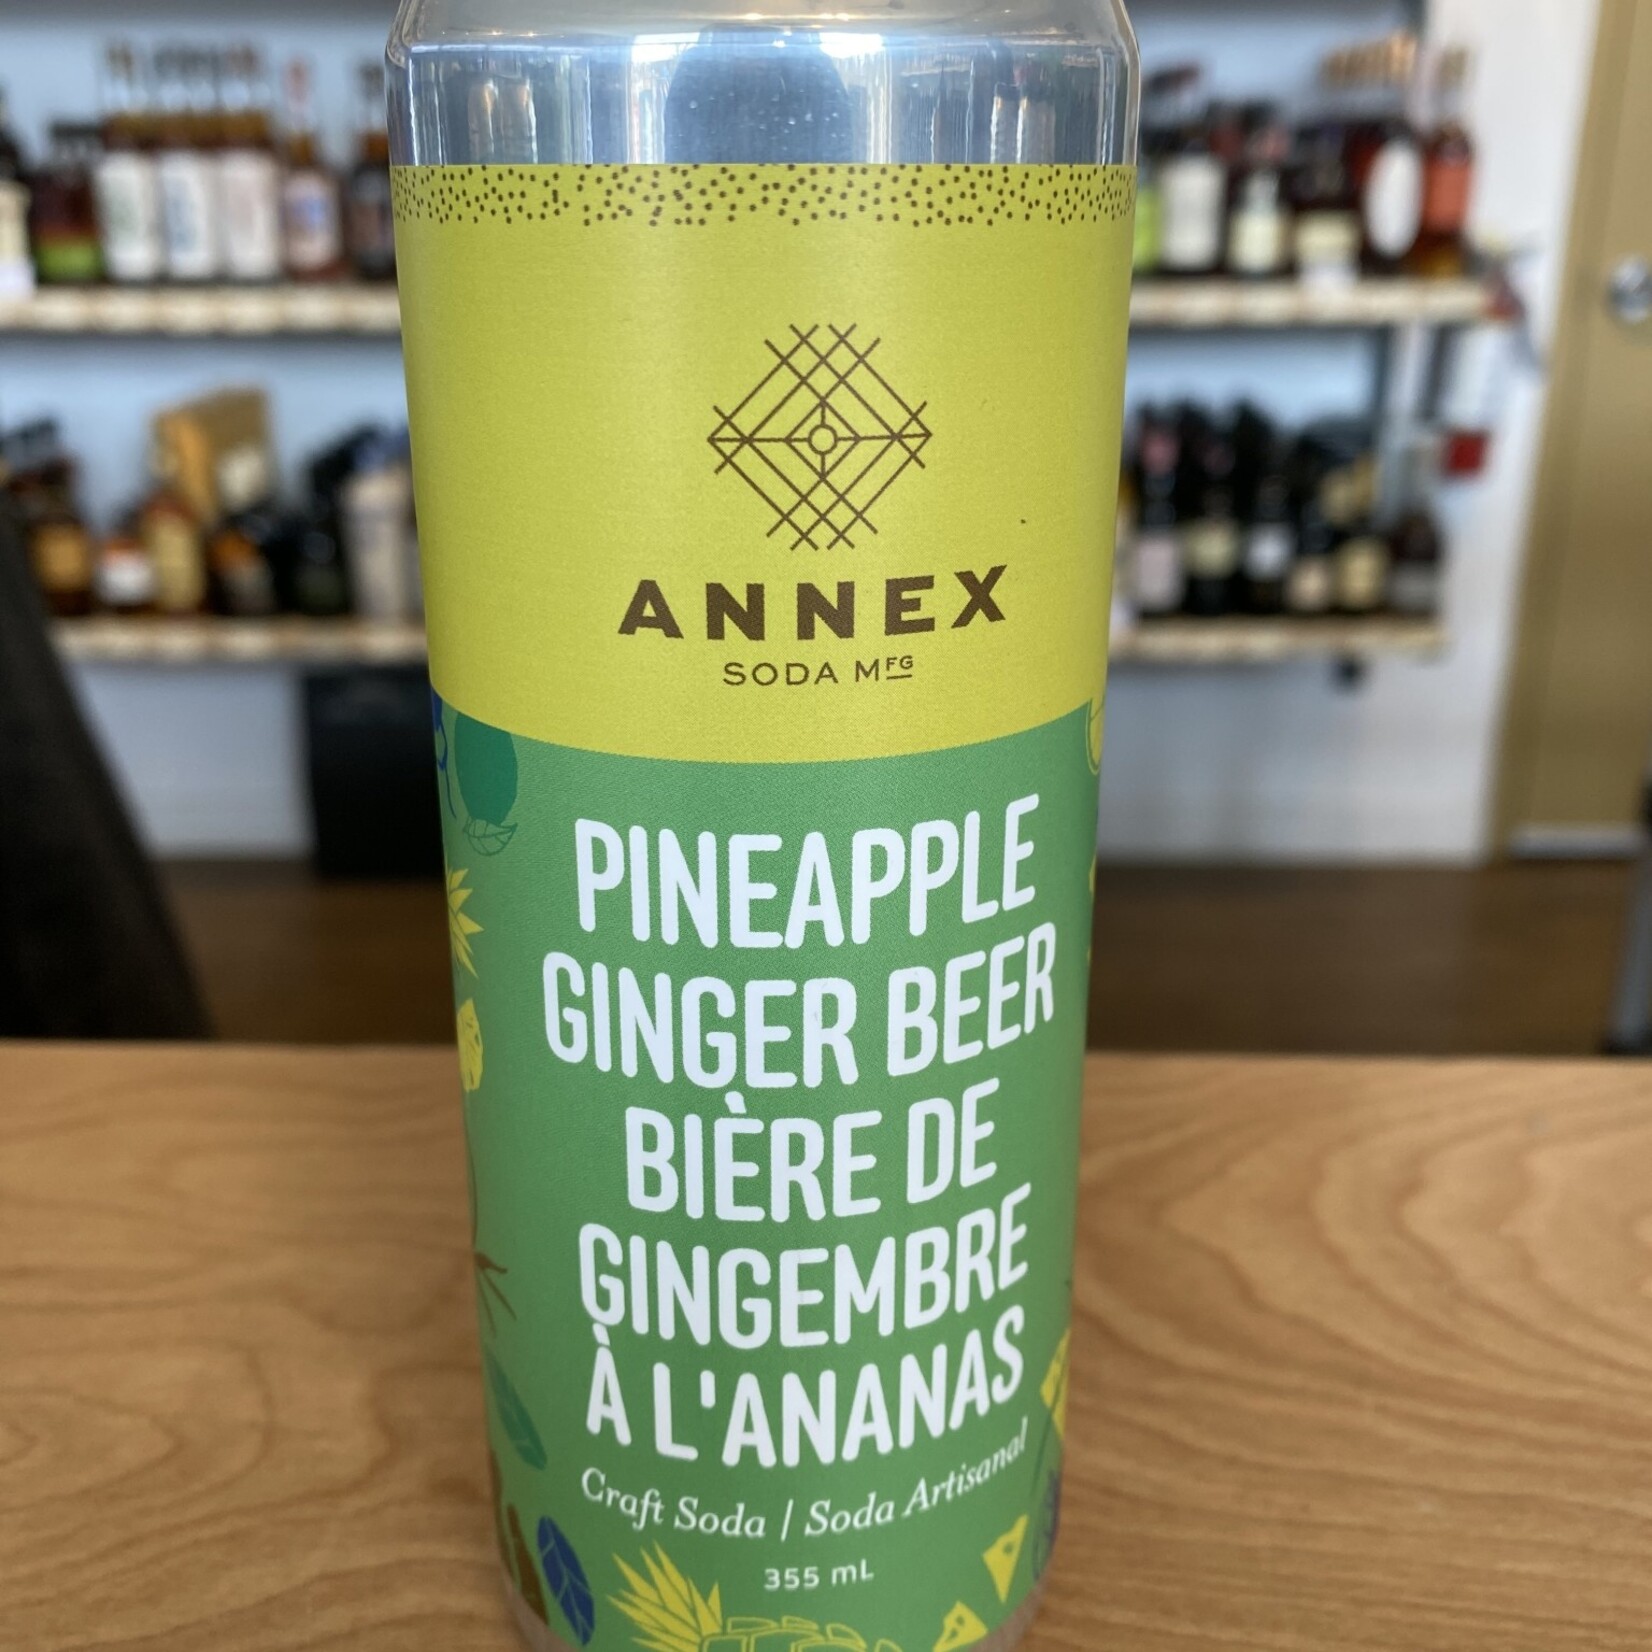 ANNEX
SODA MFG
PINEAPPLE
GINGER BEER
BIÈRE DE
GINGEMBRE
À L'ANANAS
Craft Soda / Soda Artisanal
355 mL